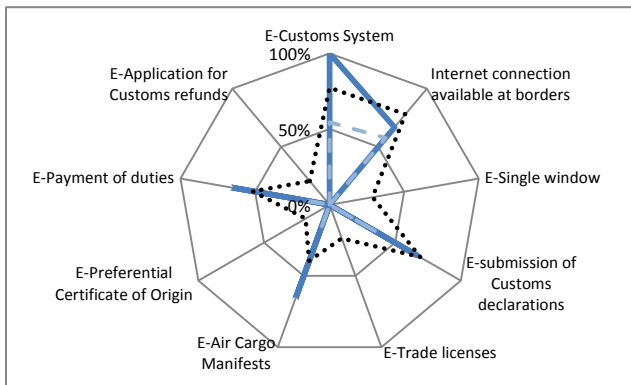 E-Customs System
100%
E-Application for
Customs refunds
Internet connection
available at borders
50%
E-Payment of duties
E-Single window
0%
E-Preferential
Certificate of Origin
E-submission of
Customs
declarations
E-Air Cargo
Manifests
E-Trade licenses